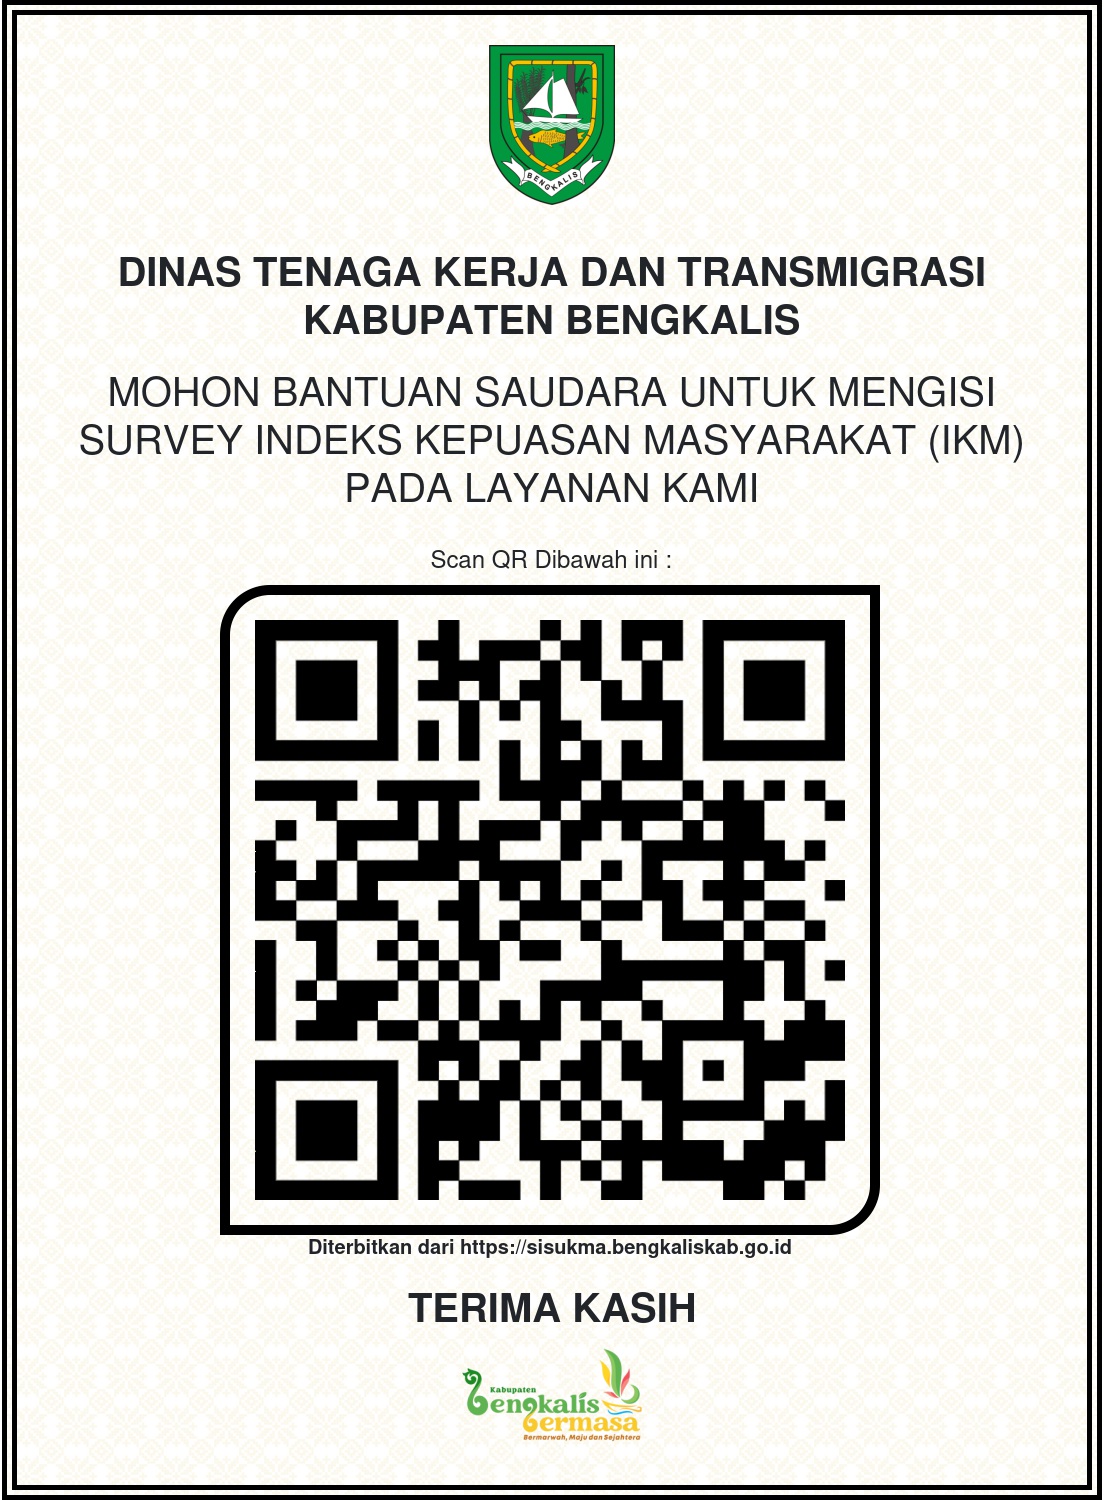 BENGKALIS
DINAS TENAGA KERJA DAN TRANSMIGRASI
KABUPATEN BENGKALIS
MOHON BANTUAN SAUDARA UNTUK MENGISI
SURVEY INDEKS KEPUASAN MASYARAKAT (IKM)
PADA LAYANAN KAMI
Scan QR Dibawah ini :
Diterbitkan dari https://sisukma.bengkaliskab.go.id
TERIMA KASIH
Kabupaten
Bengkalis
Bermasa
Bermarwah, Maju dan Sejahtera